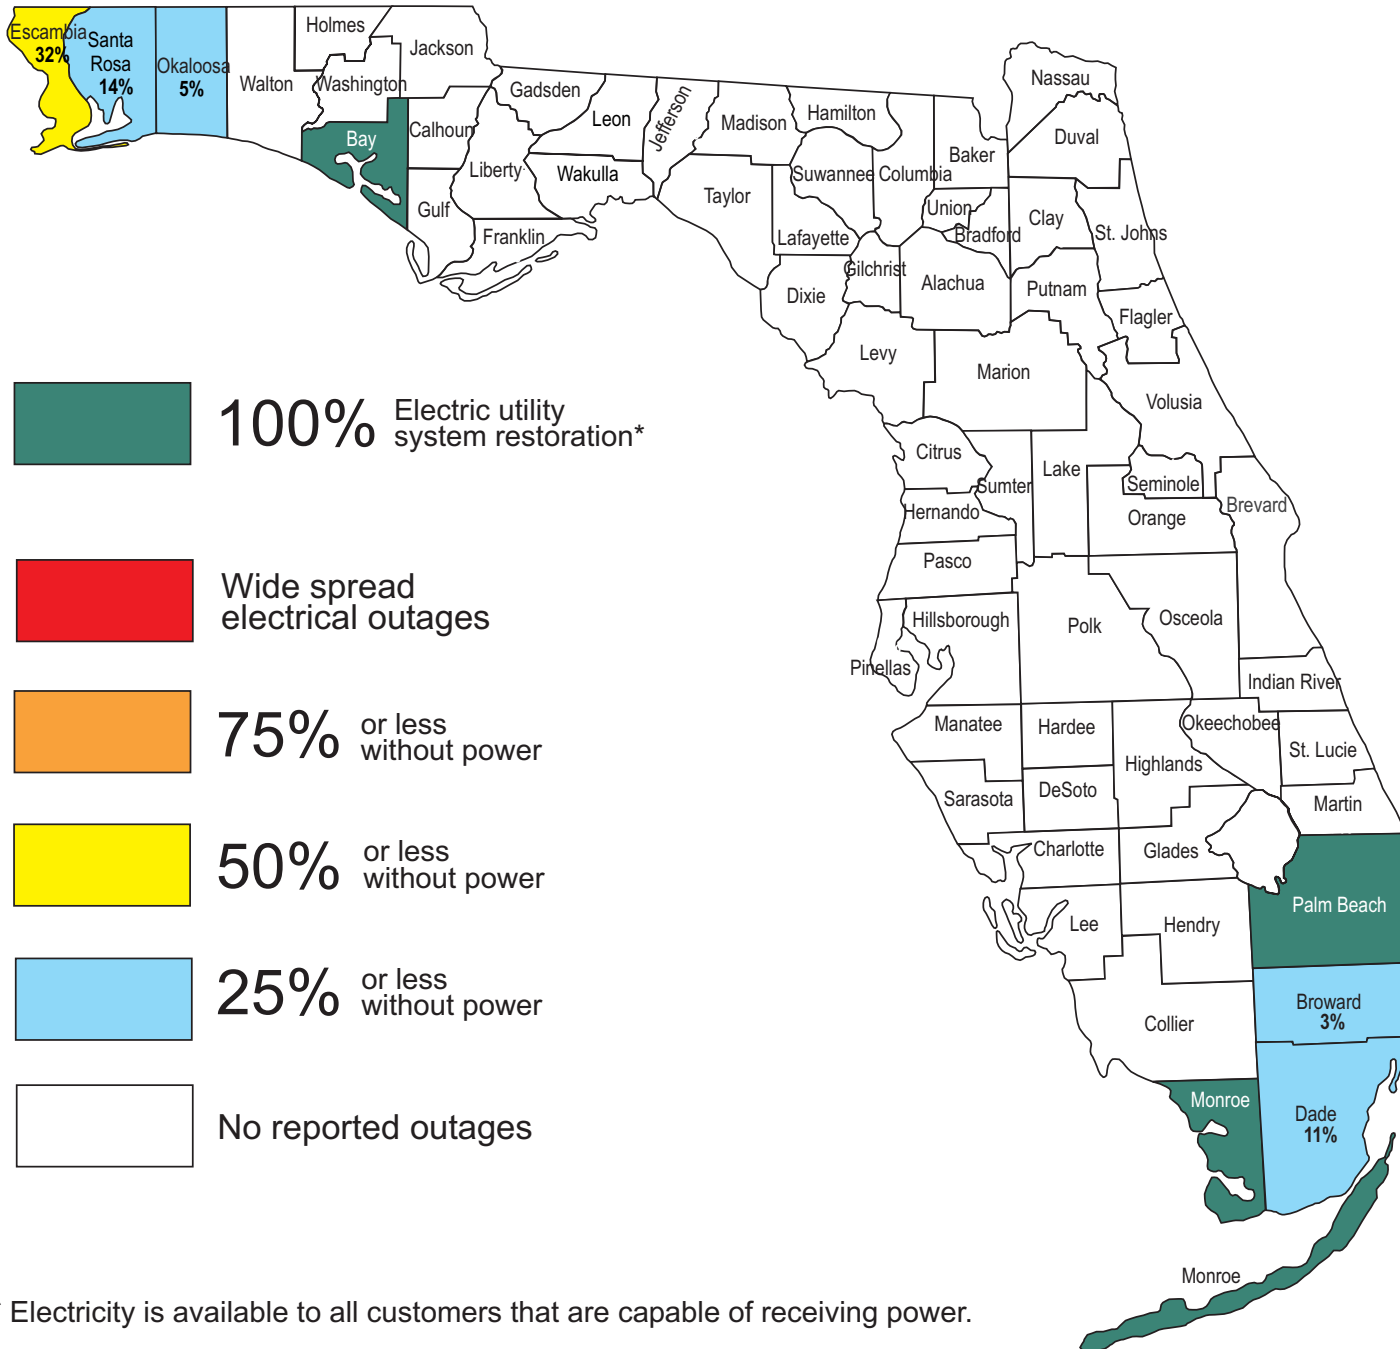 Escambia
32%
Santa
Rosa
14%
Okaloosa
5%
Walton
Holmes
Washington
Jackson
Bay
Calhoun
Gulf
Liberty
Gadsden
Leon
Wakulla
Franklin
Jefferson
Madison
Taylor
Hamilton
Suwannee
Lafayette
Columbia
Baker
Union
Bradford
Nassau
Duval
Clay
St. Johns
Gilchrist
Dixie
Alachua
Putnam
Flagler
Levy
Marion
Volusia
Citrus
Sumter
Lake
Seminole
Orange
Brevard
Hernando
Pasco
Hillsborough
Pinellas
Polk
Osceola
Indian River
Manatee
Hardee
Okeechobee
Highlands
St. Lucie
Sarasota
DeSoto
Martin
Charlotte
Glades
Palm Beach
Lee
Hendry
Collier
Broward
3%
Dade
11%
Monroe
Monroe
100% Electric utility
system restoration*
Wide spread
electrical outages
75% or less
without power
50% or less
without power
25% or less
without power
No reported outages
* Electricity is available to all customers that are capable of receiving power.